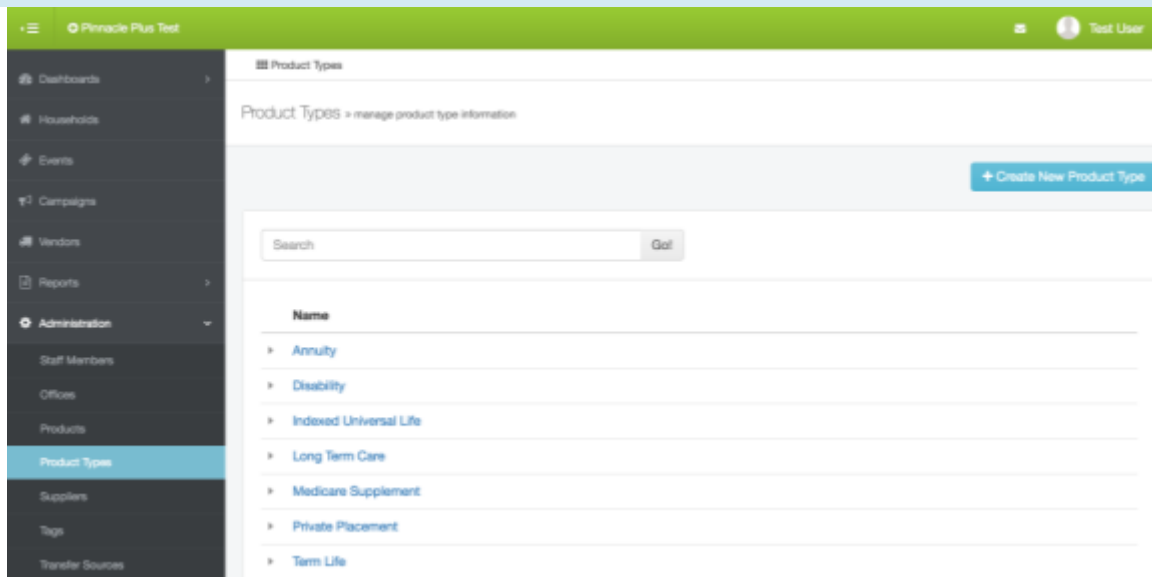 Pinnacle Plus Test
Test User
Dashboards
Households
Events
Campaigns
Vendors
Reports
Administration
Staff Members
Offices
Products
Product Types
Suppliers
Tags
Transfer Sources
Product Types
Product Types » manage product type information
+ Create New Product Type
Search Go!
Name
Annuity
Disability
Indexed Universal Life
Long Term Care
Medicare Supplement
Private Placement
Term Life